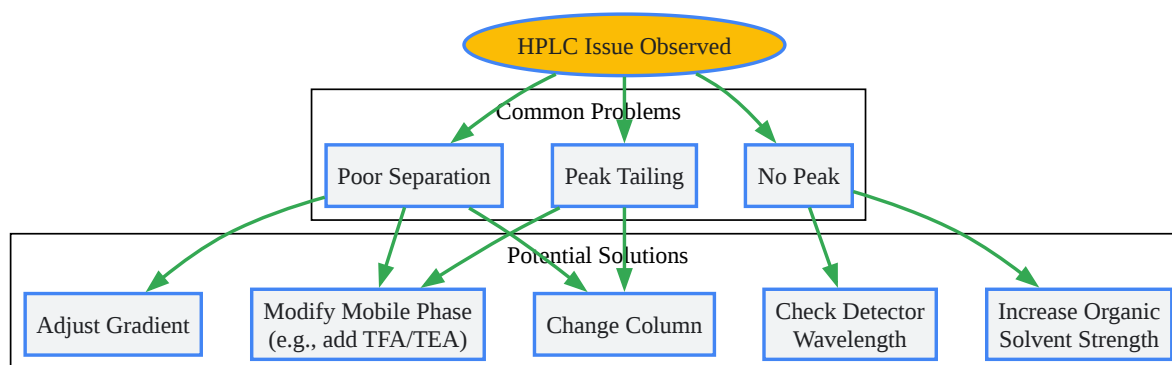 HPLC Issue Observed
Common Problems
Poor Separation
Peak Tailing
No Peak
Potential Solutions
Adjust Gradient
Modify Mobile Phase
(e.g., add TFA/TEA)
Change Column
Check Detector
Wavelength
Increase Organic
Solvent Strength